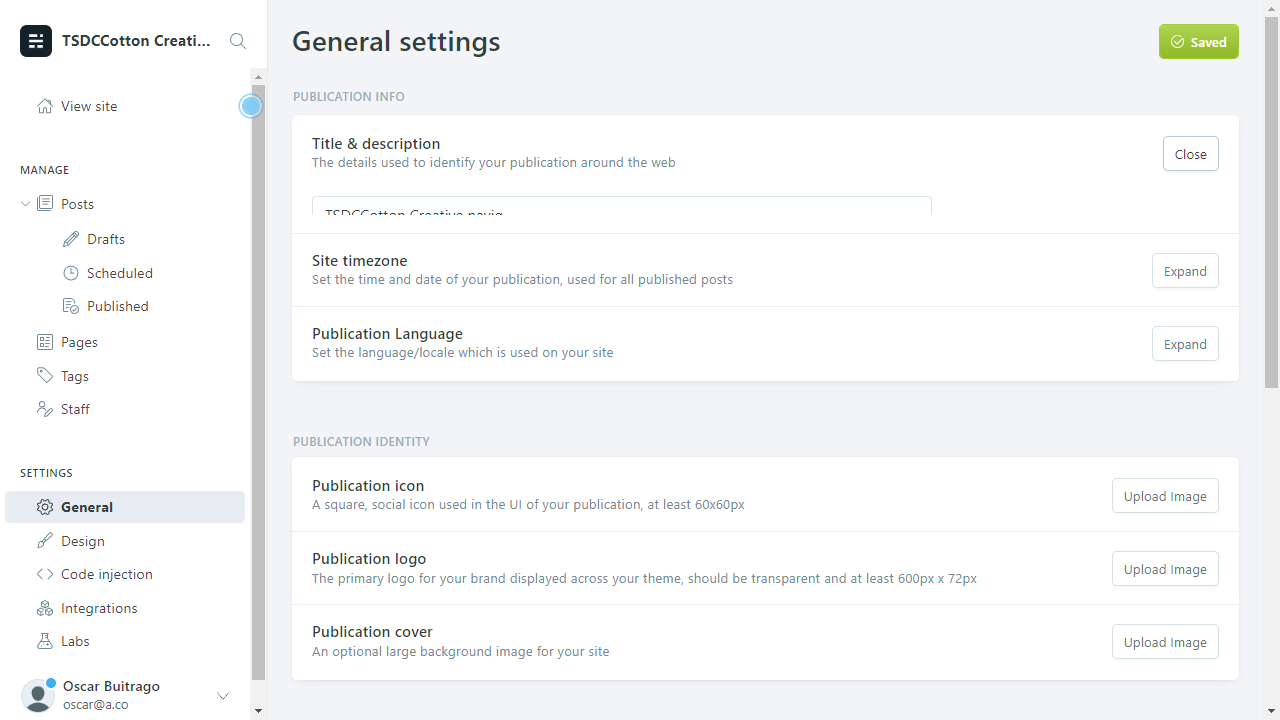 TSDCCotton Creati...
View site
MANAGE
Posts
Drafts
Scheduled
Published
Pages
Tags
Staff
SETTINGS
General
Design
Code injection
Integrations
Labs
Oscar Buitrago
oscar@a.co
General settings
Saved
PUBLICATION INFO
Title & description
The details used to identify your publication around the web
Close
TSDCCotton Creative navig
Site timezone
Set the time and date of your publication, used for all published posts
Expand
Publication Language
Set the language/locale which is used on your site
Expand
PUBLICATION IDENTITY
Publication icon
A square, social icon used in the UI of your publication, at least 60x60px
Upload Image
Publication logo
The primary logo for your brand displayed across your theme, should be transparent and at least 600px x 72px
Upload Image
Publication cover
An optional large background image for your site
Upload Image